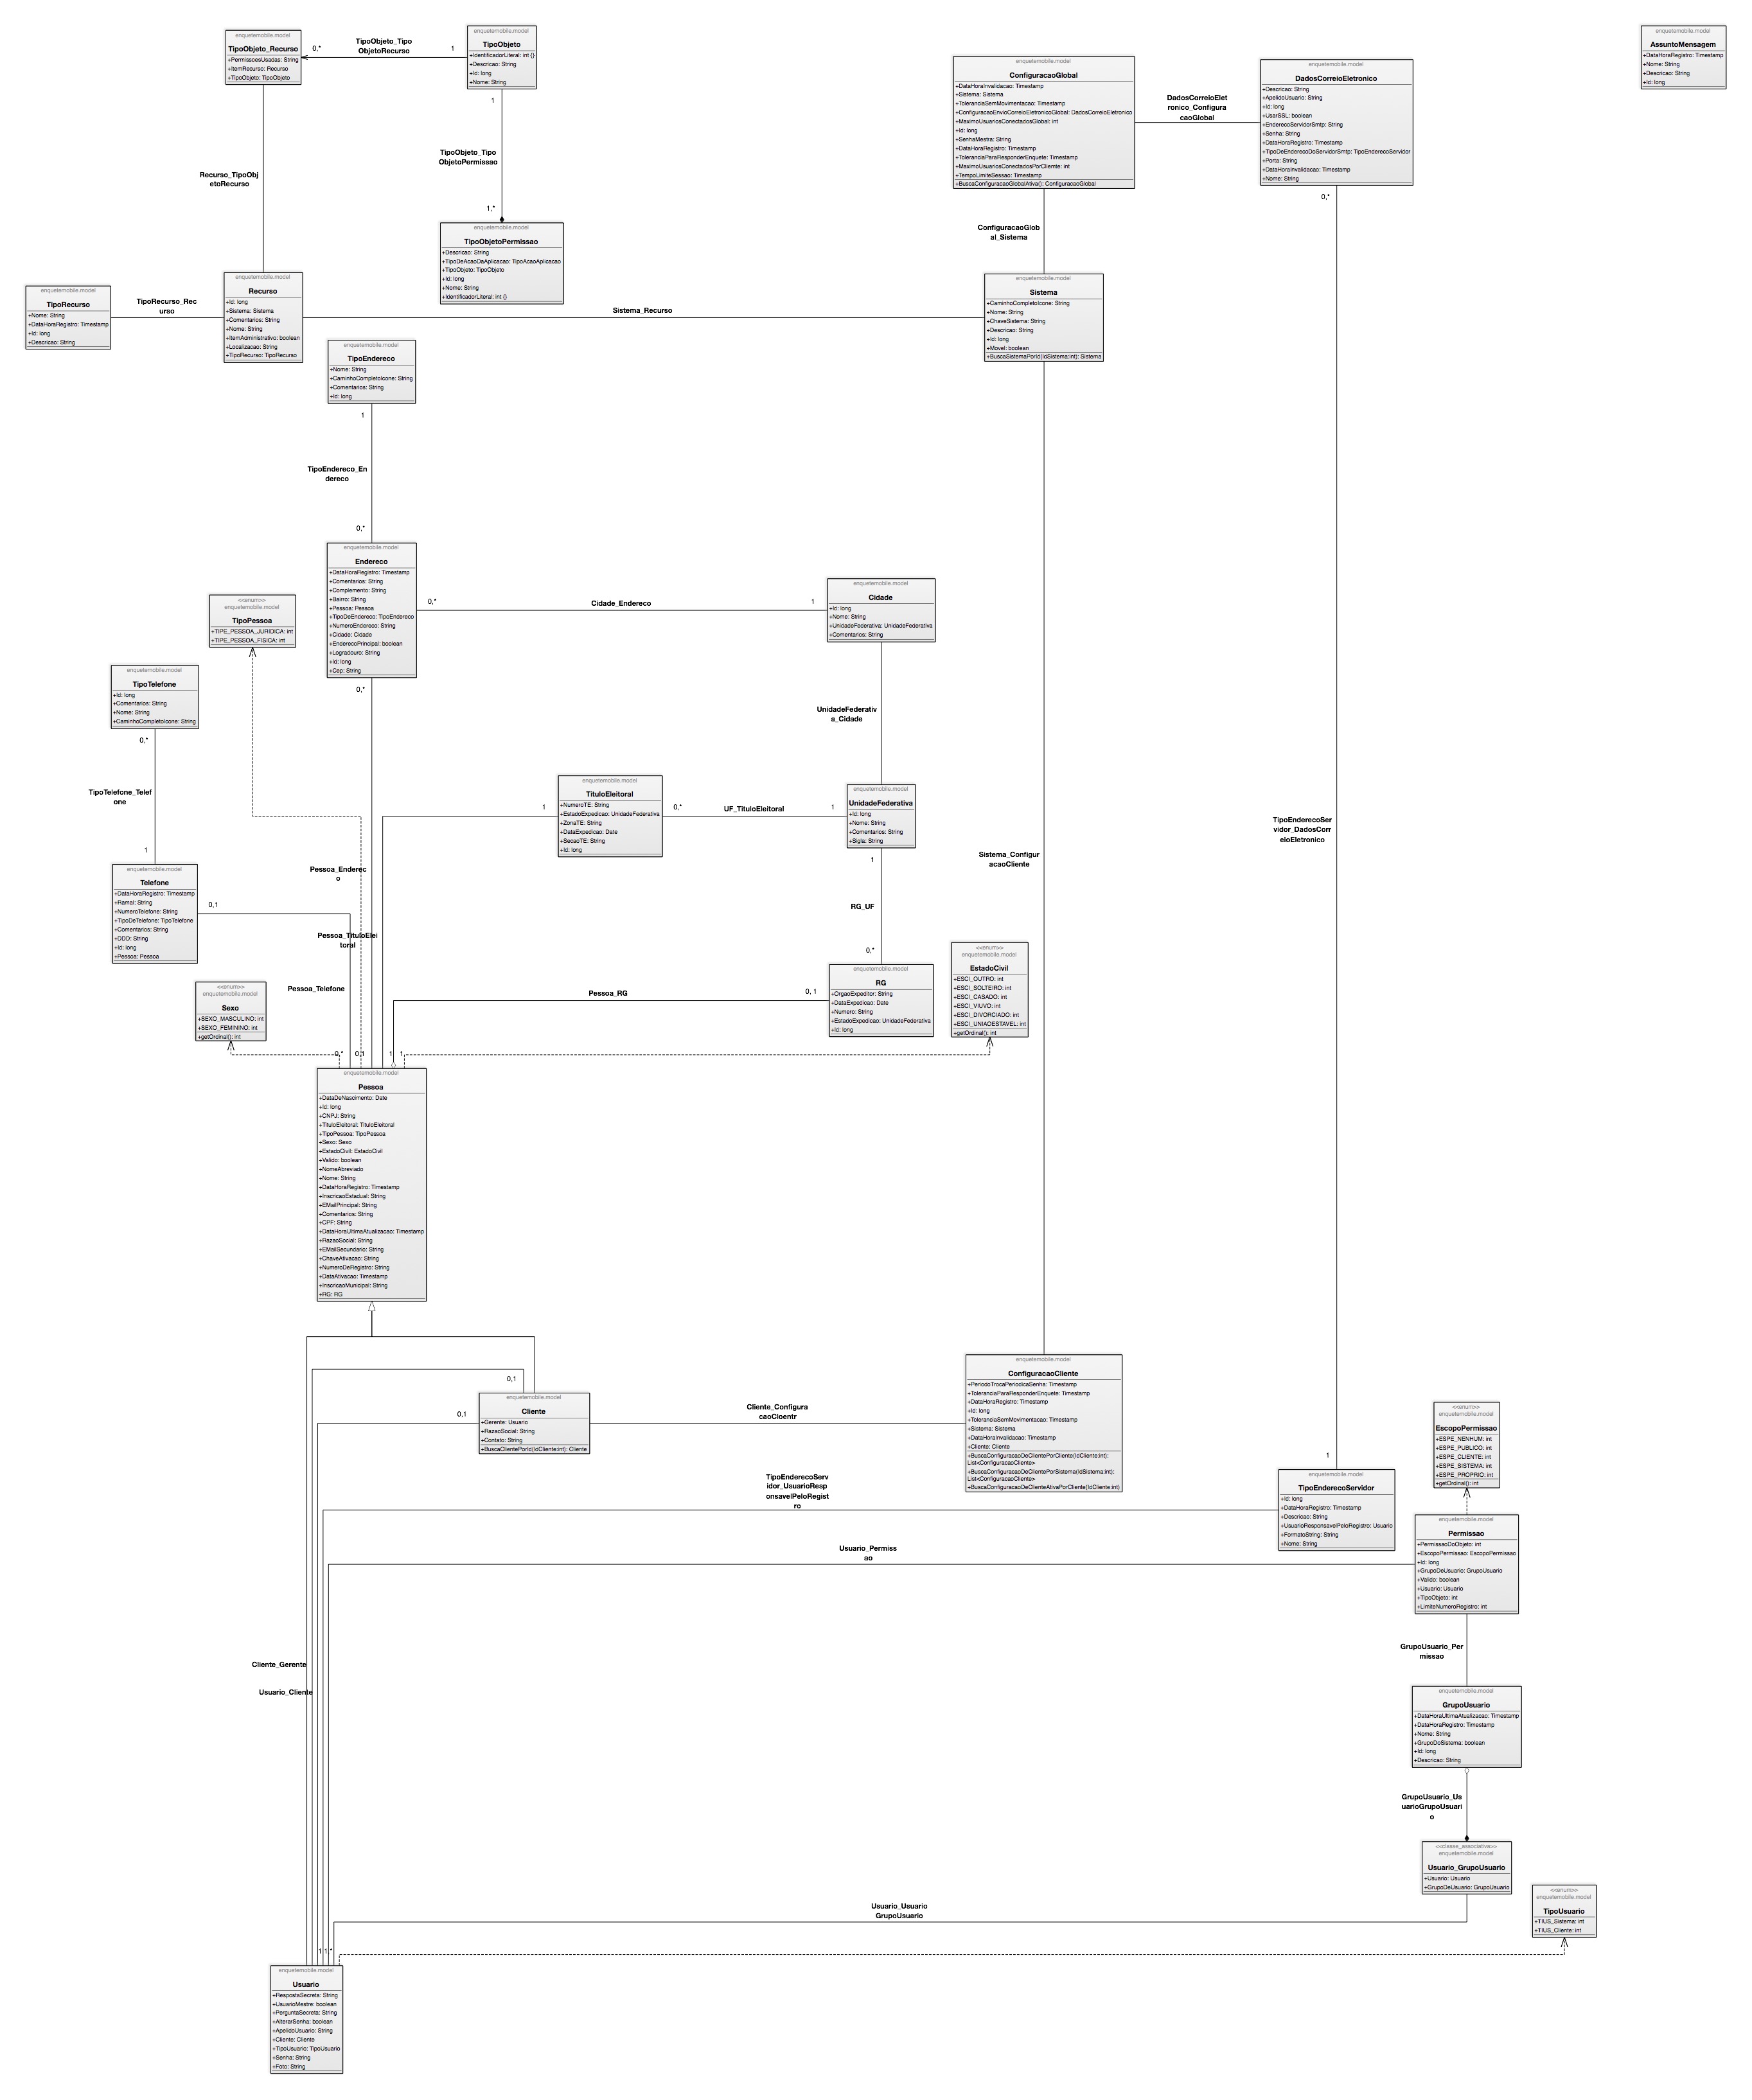 enquetemobile.model
TipoObjeto_Recurso
+PermissoesUsadas: String
+ItemRecurso: Recurso
+TipoObjeto: TipoObjeto
0,*
TipoObjeto_Tipo
ObjetoRecurso
1
enquetemobile.model
TipoObjeto
+IdentificadorLiteral: int {}
+Descricao: String
+Id: long
+Nome: String
1
TipoObjeto_Tipo
ObjetoPermissao
1,*
enquetemobile.model
ConfiguracaoGlobal
+DataHoraInvalidacao: Timestamp
+Sistema: Sistema
+ToleranciaSemMovimentacao: Timestamp
+ConfiguracaoEnvioCorreioEletronicoGlobal: DadosCorreioEletronico
+MaximoUsuariosConectadosGlobal: int
+Id: long
+SenhaMestra: String
+DataHoraRegistro: Timestamp
+ToleranciaParaResponderEnquete: Timestamp
+MaximoUsuariosConectadosPorCliemte: int
+TempoLimiteSessao: Timestamp
+BuscaConfiguracaoGlobalAtiva(): ConfiguracaoGlobal
DadosCorreioElet
ronico_Configura
caoGlobal
enquetemobile.model
DadosCorreioEletronico
+Descricao: String
+ApelidoUsuario: String
+Id: long
+UsarSSL: boolean
+EnderecoServidorSmtp: String
+Senha: String
+DataHoraRegistro: Timestamp
+TipoDeEnderecoDoServidorSmtp: TipoEnderecoServidor
+Porta: String
+DataHoraInvalidacao: Timestamp
+Nome: String
0,*
enquetemobile.model
AssuntoMensagem
+DataHoraRegistro: Timestamp
+Nome: String
+Descricao: String
+Id: long
Recurso_TipoObj
etoRecurso
enquetemobile.model
TipoObjetoPermissao
+Descricao: String
+TipoDeAcaoDaAplicacao: TipoAcaoAplicacao
+TipoObjeto: TipoObjeto
+Id: long
+Nome: String
+IdentificadorLiteral: int {}
ConfiguracaoGlob
al_Sistema
enquetemobile.model
TipoRecurso
+Nome: String
+DataHoraRegistro: Timestamp
+Id: long
+Descricao: String
TipoRecurso_Rec
urso
enquetemobile.model
Recurso
+Id: long
+Sistema: Sistema
+Comentarios: String
+Nome: String
+ItemAdministrativo: boolean
+Localizacao: String
+TipoRecurso: TipoRecurso
Sistema_Recurso
enquetemobile.model
Sistema
+CaminhoCompletoIcone: String
+Nome: String
+ChaveSistema: String
+Descricao: String
+Id: long
+Movel: boolean
+BuscaSistemaPorId(IdSistema:int): Sistema
enquetemobile.model
TipoEndereco
+Nome: String
+CaminhoCompletoIcone: String
+Comentarios: String
+Id: long
1
TipoEndereco_En
dereco
0,*
enquetemobile.model
Endereco
+DataHoraRegistro: Timestamp
+Comentarios: String
+Complemento: String
+Bairro: String
+Pessoa: Pessoa
+TipoDeEndereco: TipoEndereco
+NumeroEndereco: String
+Cidade: Cidade
+EnderecoPrincipal: boolean
+Logradouro: String
+Id: long
+Cep: String
0,*
0,*
Cidade_Endereco
1
enquetemobile.model
Cidade
+Id: long
+Nome: String
+UnidadeFederativa: UnidadeFederativa
+Comentarios: String
UnidadeFederativ
a_Cidade
<<enum>>
enquetemobile.model
TipoPessoa
+TIPE_PESSOA_JURIDICA: int
+TIPE_PESSOA_FISICA: int
enquetemobile.model
TipoTelefone
+Id: long
+Comentarios: String
+Nome: String
+CaminhoCompletoIcone: String
0,*
TipoTelefone_Telef
one
1
enquetemobile.model
TituloEleitoral
+NumeroTE: String
+EstadoExpedicao: UnidadeFederativa
+ZonaTE: String
+DataExpedicao: Date
+SecaoTE: String
+Id: long
1
0,*
UF_TituloEleitoral
1
enquetemobile.model
UnidadeFederativa
+Id: long
+Nome: String
+Comentarios: String
+Sigla: String
1
RG_UF
0,*
TipoEnderecoSer
vidor_DadosCorr
eioEletronico
Sistema_Configur
acaoCliente
enquetemobile.model
Telefone
+DataHoraRegistro: Timestamp
+Ramal: String
+NumeroTelefone: String
+TipoDeTelefone: TipoTelefone
+Comentarios: String
+DDD: String
+Id: long
+Pessoa: Pessoa
0,1
Pessoa_Enderec
o
Pessoa_TituloElei
toral
Pessoa_Telefone
<<enum>>
enquetemobile.model
Sexo
+SEXO_MASCULINO: int
+SEXO_FEMININO: int
+getOrdinal(): int
Pessoa_RG
0, 1
enquetemobile.model
RG
+OrgaoExpeditor: String
+DataExpedicao: Date
+Numero: String
+EstadoExpedicao: UnidadeFederativa
+Id: long
<<enum>>
enquetemobile.model
EstadoCivil
+ESCI_OUTRO: int
+ESCI_SOLTEIRO: int
+ESCI_CASADO: int
+ESCI_VIUVO: int
+ESCI_DIVORCIADO: int
+ESCI_UNIAOESTAVEL: int
+getOrdinal(): int
0,*
0,1
1
1
enquetemobile.model
Pessoa
+DataDeNascimento: Date
+Id: long
+CNPJ: String
+TituloEleitoral: TituloEleitoral
+TipoPessoa: TipoPessoa
+Sexo: Sexo
+EstadoCivil: EstadoCivil
+Valido: boolean
+NomeAbreviado
+Nome: String
+DataHoraRegistro: Timestamp
+InscricaoEstadual: String
+EMailPrincipal: String
+Comentarios: String
+CPF: String
+DataHoraUltimaAtualizacao: Timestamp
+RazaoSocial: String
+EMailSecundario: String
+ChaveAtivacao: String
+NumeroDeRegistro: String
+DataAtivacao: Timestamp
+InscricaoMunicipal: String
+RG: RG
0,1
0,1
enquetemobile.model
Cliente
+Gerente: Usuario
+RazaoSocial: String
+Contato: String
+BuscaClientePorId(IdCliente:int): Cliente
Cliente_Configura
caoCloentr
enquetemobile.model
ConfiguracaoCliente
+PeriodoTrocaPeriodicaSenha: Timestamp
+ToleranciaParaResponderEnquete: Timestamp
+DataHoraRegistro: Timestamp
+Id: long
+ToleranciaSemMovimentacao: Timestamp
+Sistema: Sistema
+DataHoraInvalidacao: Timestamp
+Cliente: Cliente
+BuscaConfiguracaoDeClientePorCliente(IdCliente:int):
List<ConfiguracaoCliente>
+BuscaConfiguracaoDeClientePorSistema(IdSistema:int):
List<ConfiguracaoCliente>
+BuscaConfiguracaoDeClienteAtivaPorCliente(IdCliente:int)
<<enum>>
enquetemobile.model
EscopoPermissao
+ESPE_NENHUM: int
+ESPE_PUBLICO: int
+ESPE_CLIENTE: int
+ESPE_SISTEMA: int
+ESPE_PROPRIO: int
+getOrdinal(): int
1
enquetemobile.model
TipoEnderecoServidor
+Id: long
+DataHoraRegistro: Timestamp
+Descricao: String
+UsuarioResponsavelPeloRegistro: Usuario
+FormatoString: String
+Nome: String
TipoEnderecoServ
idor_UsuarioResp
onsavelPeloRegist
ro
enquetemobile.model
Permissao
+PermissaoDoObjeto: int
+EscopoPermissao: EscopoPermissao
+Id: long
+GrupoDeUsuario: GrupoUsuario
+Valido: boolean
+Usuario: Usuario
+TipoObjeto: int
+LimiteNumeroRegistro: int
Usuario_Permiss
ao
GrupoUsuario_Per
missao
Cliente_Gerente
Usuario_Cliente
enquetemobile.model
GrupoUsuario
+DataHoraUltimaAtualizacao: Timestamp
+DataHoraRegistro: Timestamp
+Nome: String
+GrupoDoSistema: boolean
+Id: long
+Descricao: String
GrupoUsuario_Us
uarioGrupoUsuari
o
<<classe_associativa>>
enquetemobile.model
Usuario_GrupoUsuario
+Usuario: Usuario
+GrupoDeUsuario: GrupoUsuario
<<enum>>
enquetemobile.model
TipoUsuario
+TIUS_Sistema: int
+TIUS_Cliente: int
Usuario_Usuario
GrupoUsuario
1
1
*
enquetemobile.model
Usuario
+RespostaSecreta: String
+UsuarioMestre: boolean
+PerguntaSecreta: String
+AlterarSenha: boolean
+ApelidoUsuario: String
+Cliente: Cliente
+TipoUsuario: TipoUsuario
+Senha: String
+Foto: String